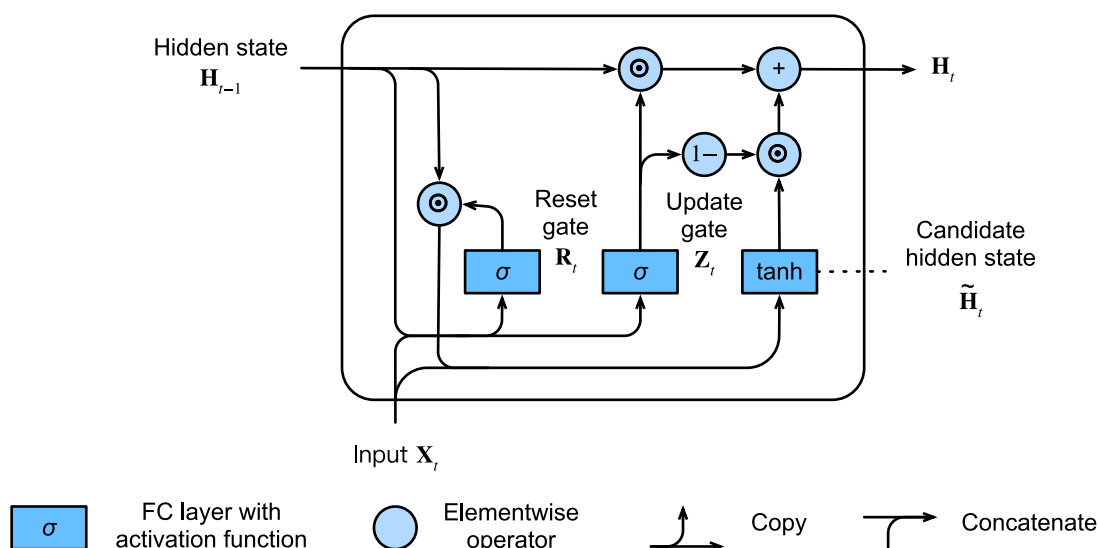 Hidden state
H_{t−1}
⊙
+
H_t
1−
⊙
⊙
Reset
gate
R_t
Update
gate
Z_t
Candidate
hidden state
H̃_t
σ
σ
tanh
Input X_t
σ
FC layer with
activation function
Elementwise
operator
Copy
Concatenate